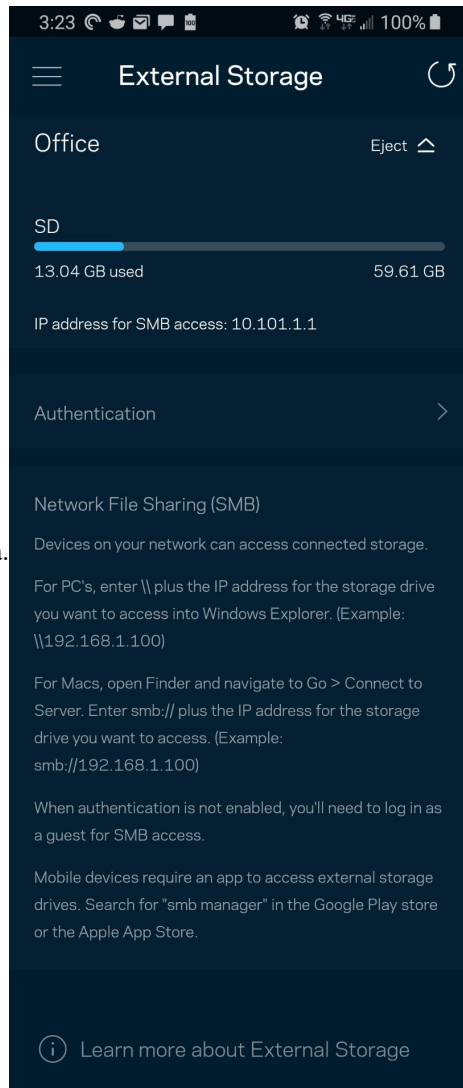 3:23 100 4GE 100%
External Storage
Office Eject
SD
13.04 GB used 59.61 GB
IP address for SMB access: 10.101.1.1
Authentication
Network File Sharing (SMB)
Devices on your network can access connected storage.
For PC's, enter \\ plus the IP address for the storage drive
you want to access into Windows Explorer. (Example:
\\192.168.1.100)
For Macs, open Finder and navigate to Go > Connect to
Server. Enter smb:// plus the IP address for the storage
drive you want to access. (Example:
smb://192.168.1.100)
When authentication is not enabled, you'll need to log in as
a guest for SMB access.
Mobile devices require an app to access external storage
drives. Search for "smb manager" in the Google Play store
or the Apple App Store.
Learn more about External Storage